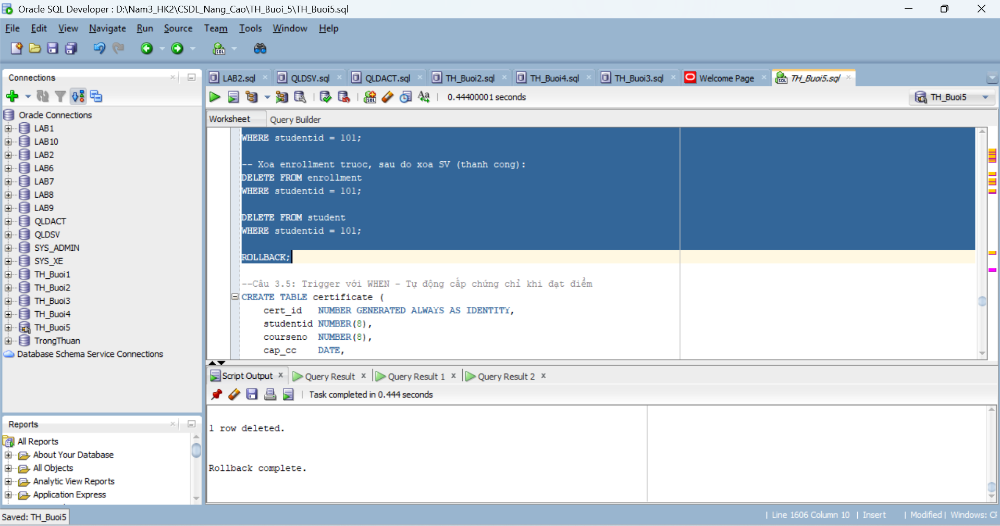 Oracle SQL Developer : D:\Nam3_HK2\CSDL_Nang_Cao\TH_Buoi_5\TH_Buoi5.sql
File Edit View Navigate Run Source Team Tools Window Help
Connections
Oracle Connections
LAB1
LAB10
LAB2
LAB6
LAB7
LAB8
LAB9
QLDACT
QLDSV
SYS_ADMIN
SYS_XE
TH_Buoi1
TH_Buoi2
TH_Buoi3
TH_Buoi4
TH_Buoi5
TrongThuan
Database Schema Service Connections
Reports
All Reports
About Your Database
All Objects
Analytic View Reports
Application Express
LAB2.sql QLDSV.sql QLDACT.sql TH_Buoi2.sql TH_Buoi4.sql TH_Buoi3.sql Welcome Page TH_Buoi5.sql
0.44400001 seconds
TH_Buoi5
Worksheet Query Builder
WHERE studentid = 101;
-- Xoa enrollment truoc, sau do xoa SV (thanh cong):
DELETE FROM enrollment
WHERE studentid = 101;
DELETE FROM student
WHERE studentid = 101;
ROLLBACK;
--Câu 3.5: Trigger với WHEN - Tự động cấp chứng chỉ khi đạt điểm
CREATE TABLE certificate (
cert_id NUMBER GENERATED ALWAYS AS IDENTITY,
studentid NUMBER(8),
courseno NUMBER(8),
cap_cc DATE,
Script Output Query Result Query Result 1 Query Result 2
Task completed in 0.444 seconds
1 row deleted.
Rollback complete.
Saved: TH_Buoi5
Line 1606 Column 10 | Insert | Modified | Windows: